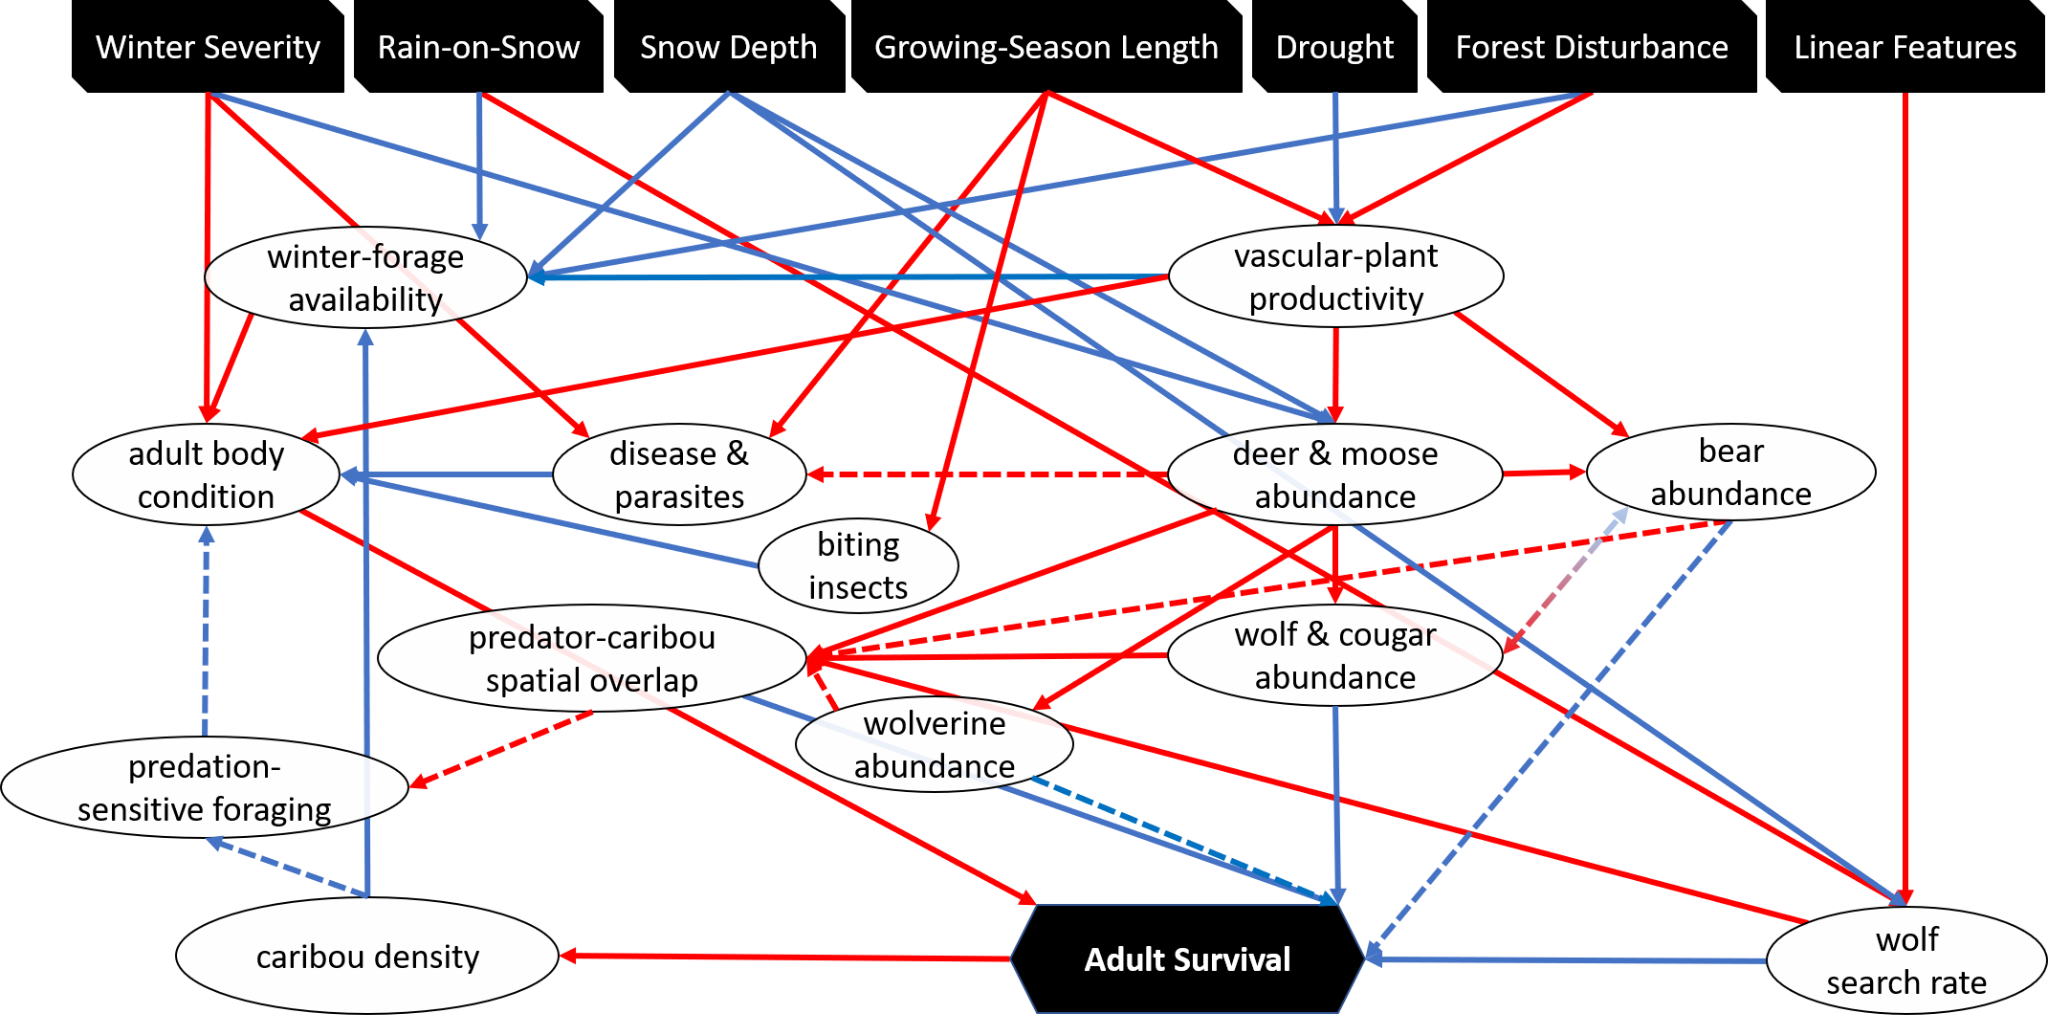 Winter Severity
Rain-on-Snow
Snow Depth
Growing-Season Length
Drought
Forest Disturbance
Linear Features
winter-forage
availability
vascular-plant
productivity
adult body
condition
disease &
parasites
deer & moose
abundance
bear
abundance
biting
insects
predator-caribou
spatial overlap
wolf & cougar
abundance
wolverine
abundance
predation-
sensitive foraging
caribou density
Adult Survival
wolf
search rate